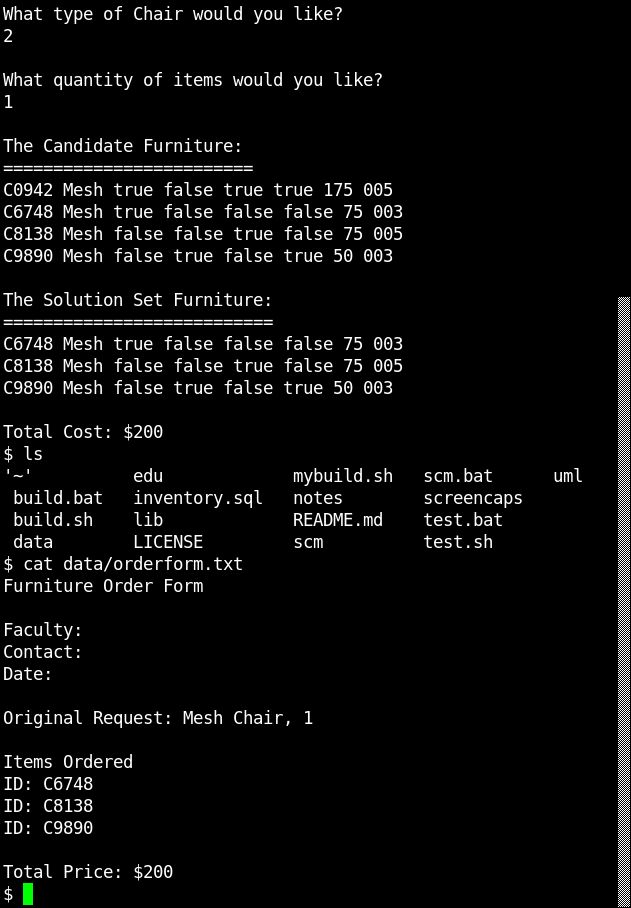 What type of Chair would you like?
2
What quantity of items would you like?
1
The Candidate Furniture:
=========================
C0942 Mesh true false true true 175 005
C6748 Mesh true false false false 75 003
C8138 Mesh false false true false 75 005
C9890 Mesh false true false true 50 003
The Solution Set Furniture:
===========================
C6748 Mesh true false false false 75 003
C8138 Mesh false false true false 75 005
C9890 Mesh false true false true 50 003
Total Cost: $200
$ ls
'~'          edu             mybuild.sh   scm.bat      uml
 build.bat   inventory.sql   notes        screencaps
 build.sh    lib             README.md    test.bat
 data        LICENSE         scm          test.sh
$ cat data/orderform.txt
Furniture Order Form
Faculty:
Contact:
Date:
Original Request: Mesh Chair, 1
Items Ordered
ID: C6748
ID: C8138
ID: C9890
Total Price: $200
$